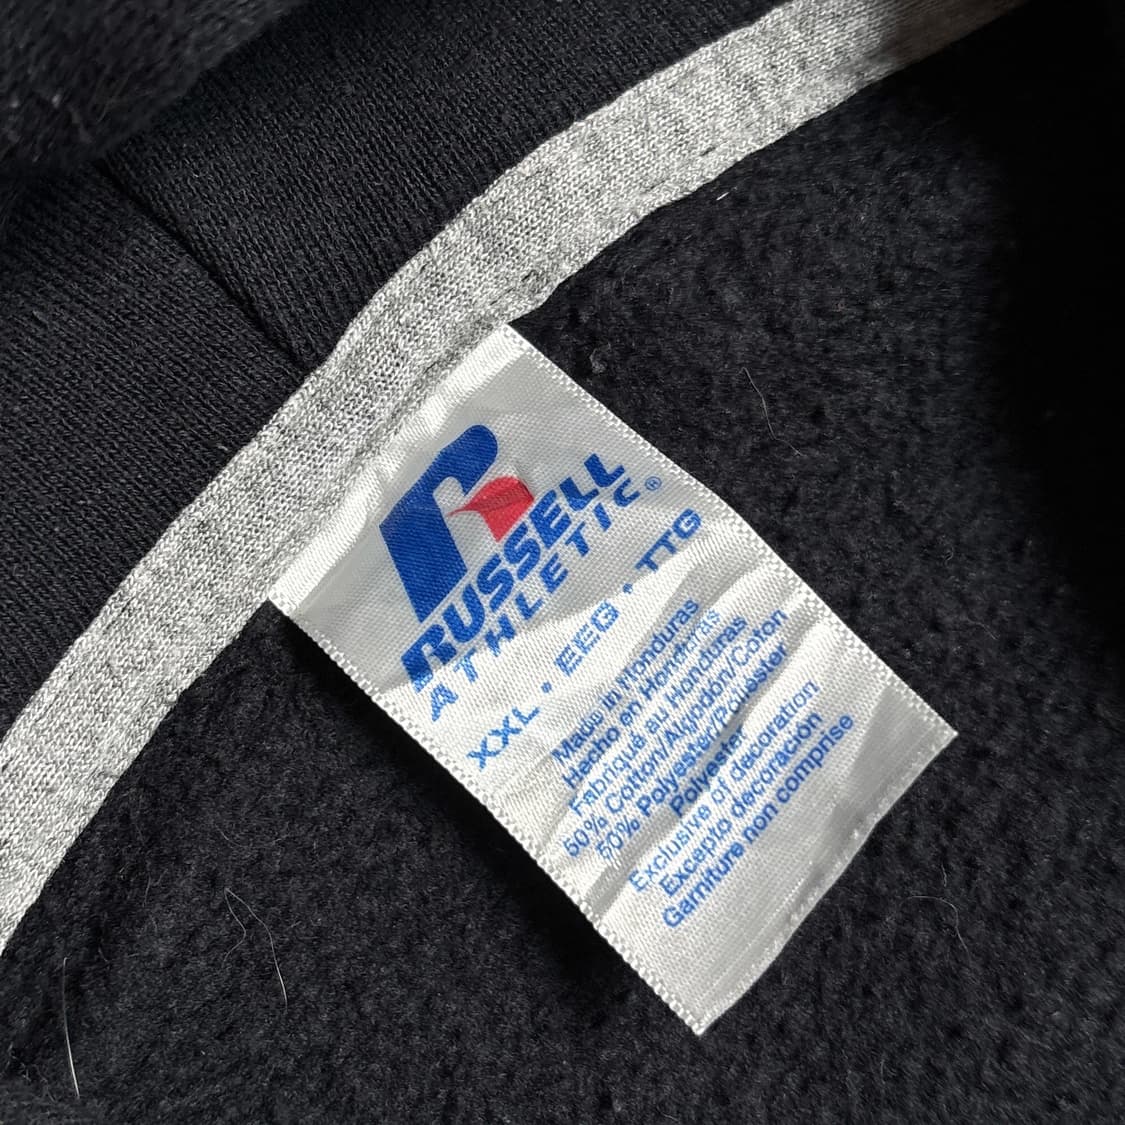 RUSSELL
ATHLETIC®
XXL • EEG • TTG
Made in Honduras
Hecho en Honduras
Fabriqué au Honduras
50% Cotton/Algodón/Coton
50% Polyester/Poliester
Polyester
Exclusive of decoration
Excepto decoración
Garniture non comprise